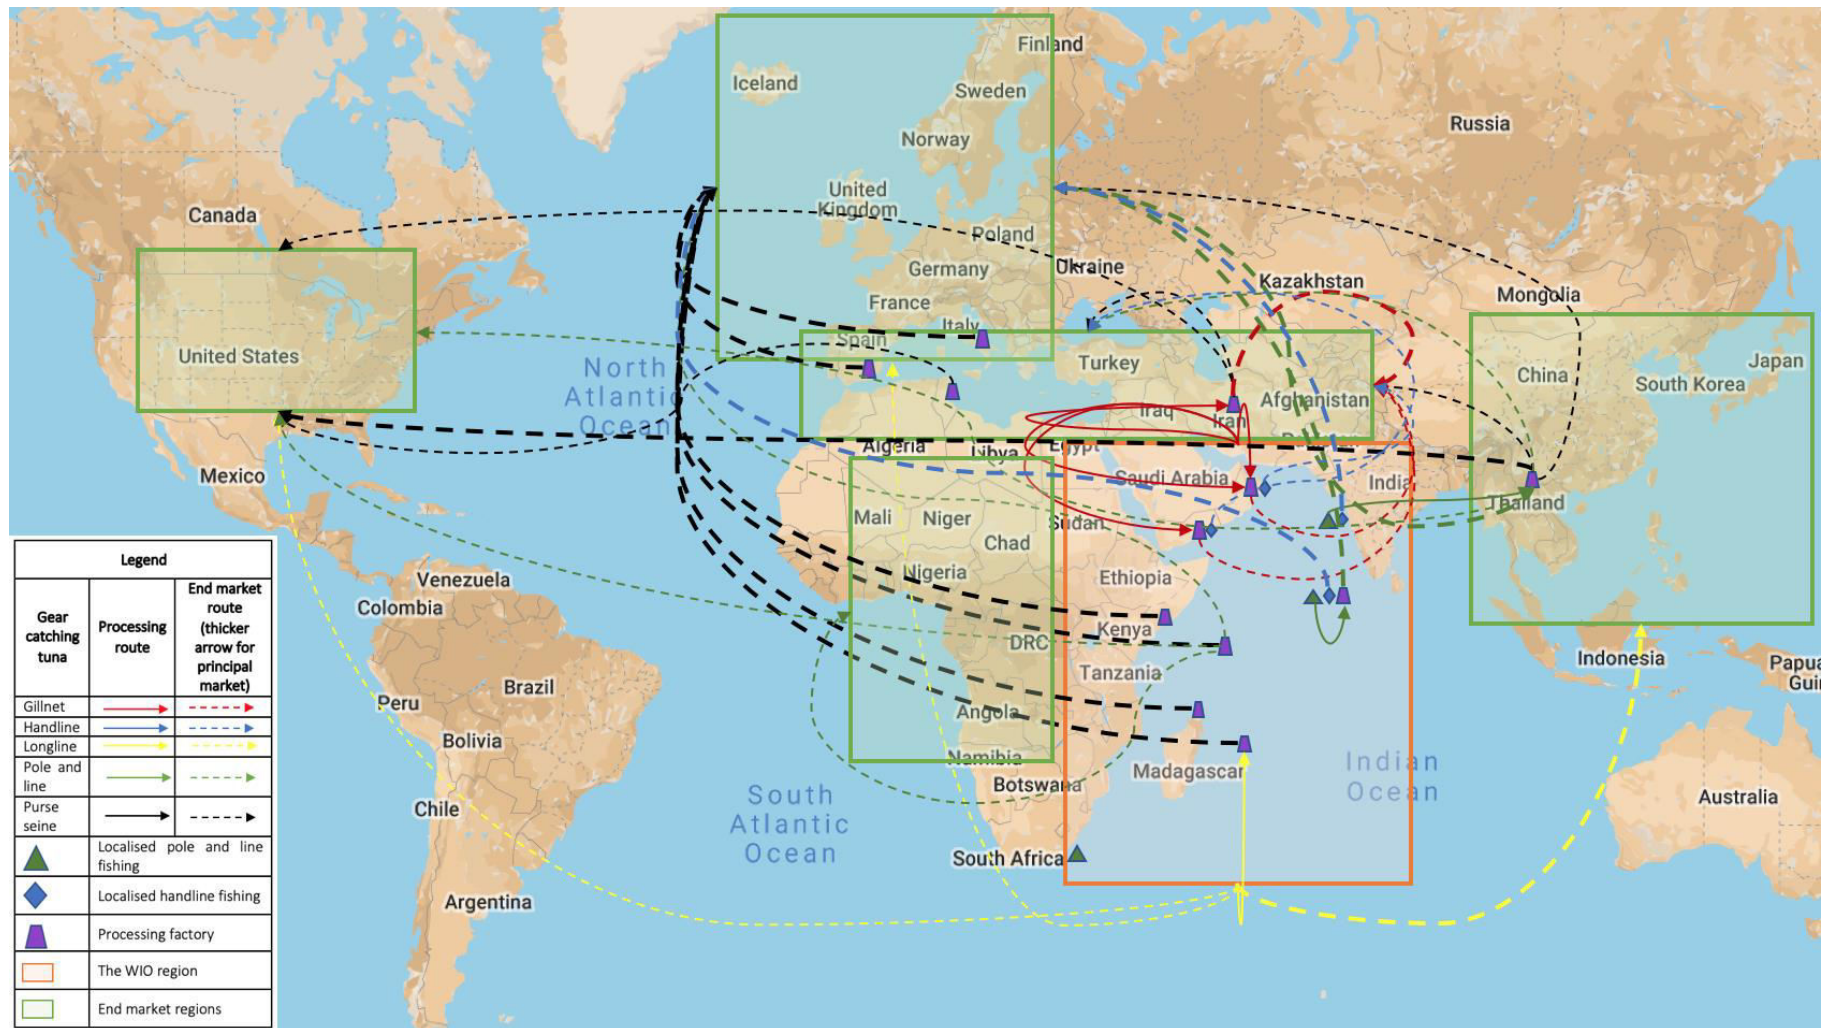 Finland
Iceland
Sweden
Russia
Norway
United
Kingdom
Canada
Poland
Germany
Ukraine
Kazakhstan
Mongolia
France
Italy
Spain
United States
North
Atlantic
Ocean
Turkey
China
Japan
South Korea
Afghanistan
Iraq
Iran
Algeria
Libya
Egypt
Mexico
Saudi Arabia
India
Thailand
Mali
Niger
Sudan
Chad
Nigeria
Ethiopia
Venezuela
Colombia
Kenya
DRC
Tanzania
Indonesia
Papua
Guin
Peru
Brazil
Angola
Bolivia
Namibia
Madagascar
Indian
Ocean
Botswana
Chile
South
Atlantic
Ocean
Australia
South Africa
Argentina
Legend
Gear
catching
tuna
Processing
route
End market
route
(thicker
arrow for
principal
market)
Gillnet
Handline
Longline
Pole and
line
Purse
seine
Localised pole and line
fishing
Localised handline fishing
Processing factory
The WIO region
End market regions